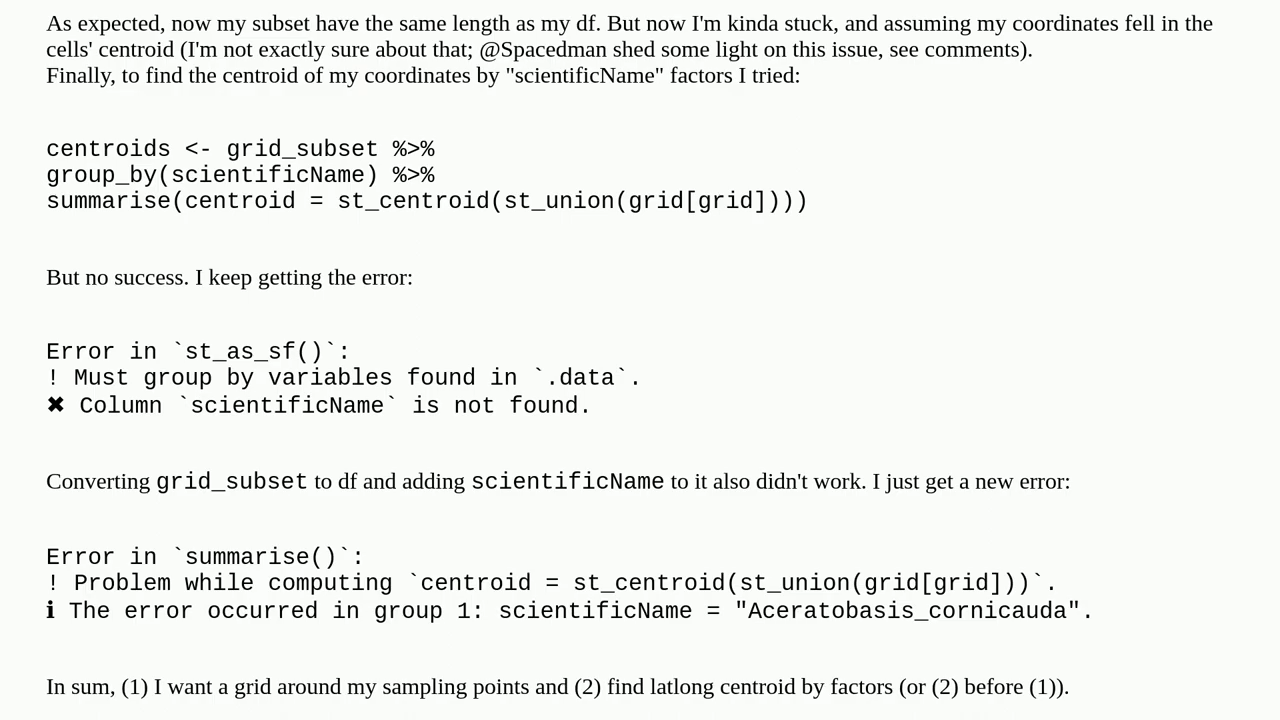 As expected, now my subset have the same length as my df. But now I'm kinda stuck, and assuming my coordinates fell in the
cells' centroid (I'm not exactly sure about that; @Spacedman shed some light on this issue, see comments).
Finally, to find the centroid of my coordinates by "scientificName" factors I tried:
centroids <- grid_subset %>%
group_by(scientificName) %>%
summarise(centroid = st_centroid(st_union(grid[grid])))
But no success. I keep getting the error:
Error in `st_as_sf()`:
! Must group by variables found in `.data`.
✖ Column `scientificName` is not found.
Converting grid_subset to df and adding scientificName to it also didn't work. I just get a new error:
Error in `summarise()`:
! Problem while computing `centroid = st_centroid(st_union(grid[grid]))`.
ℹ The error occurred in group 1: scientificName = "Aceratobasis_cornicauda".
In sum, (1) I want a grid around my sampling points and (2) find latlong centroid by factors (or (2) before (1)).